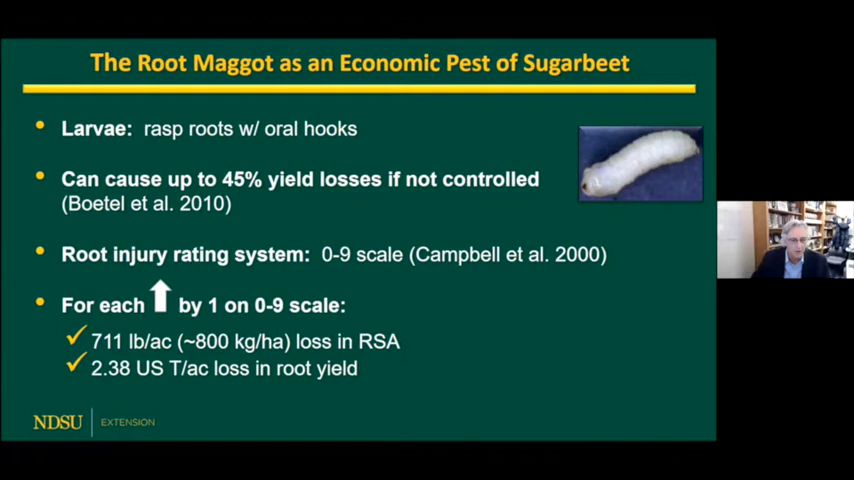 The Root Maggot as an Economic Pest of Sugarbeet
Larvae: rasp roots w/ oral hooks
Can cause up to 45% yield losses if not controlled
(Boetel et al. 2010)
Root injury rating system: 0-9 scale (Campbell et al. 2000)
For each by 1 on 0-9 scale:
711 lb/ac (~800 kg/ha) loss in RSA
2.38 US T/ac loss in root yield
NDSU EXTENSION